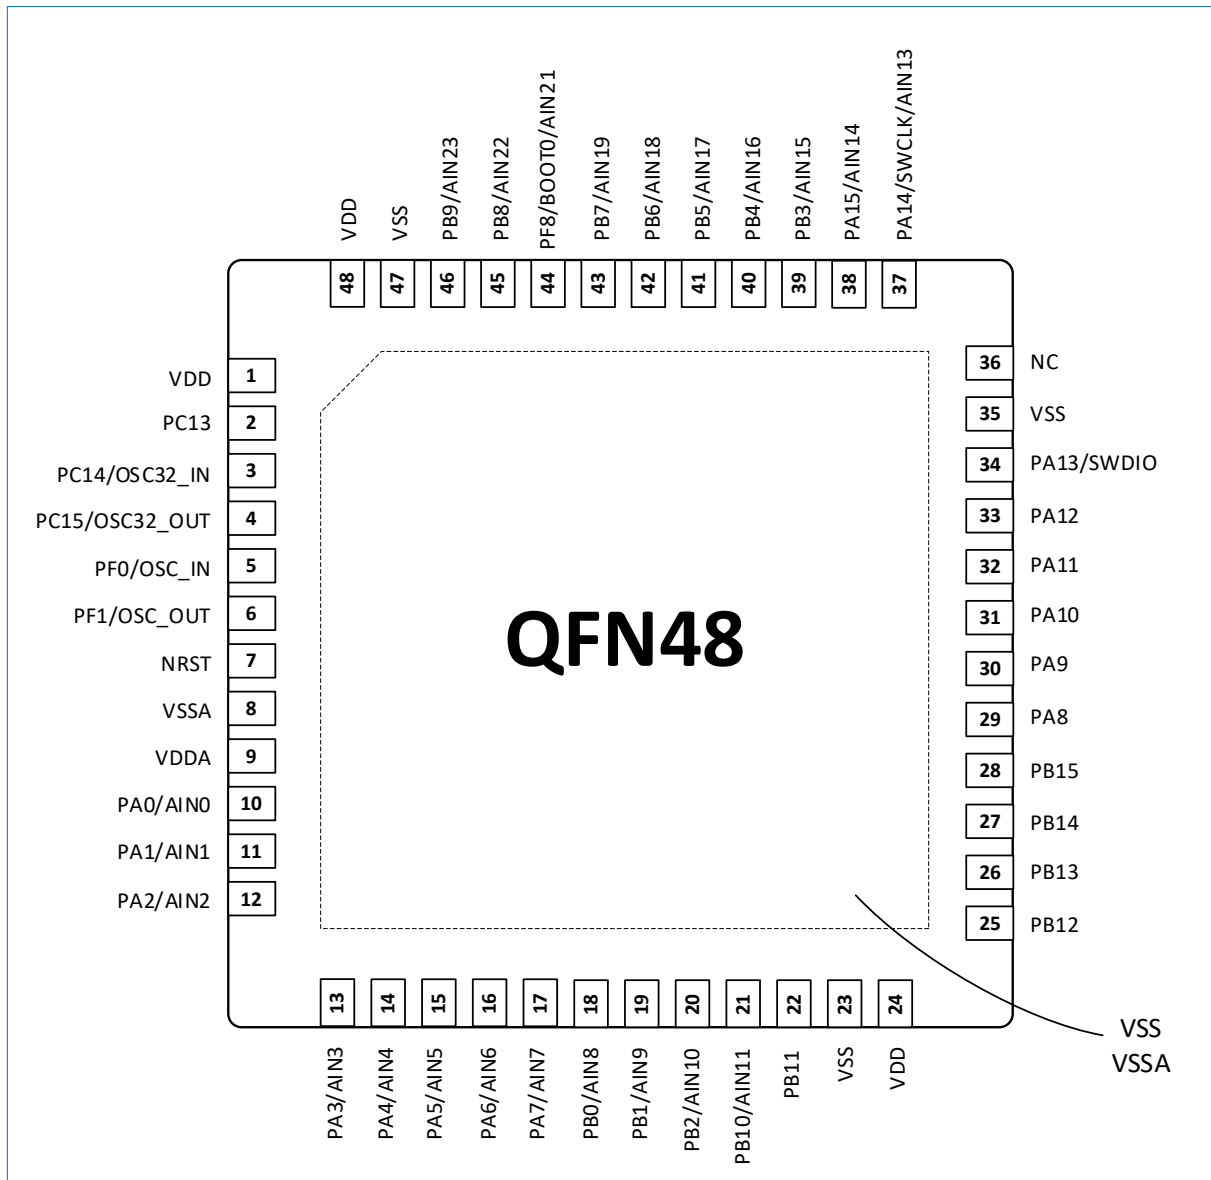 VDD
VSS
PB9/AIN23
PB8/AIN22
PF8/BOOT0/AIN21
PB7/AIN19
PB6/AIN18
PB5/AIN17
PB4/AIN16
PB3/AIN15
PA15/AIN14
PA14/SWCLK/AIN13
48
47
46
45
44
43
42
41
40
39
38
37
VDD 1
PC13 2
PC14/OSC32_IN 3
PC15/OSC32_OUT 4
PF0/OSC_IN 5
PF1/OSC_OUT 6
NRST 7
VSSA 8
VDDA 9
PA0/AIN0 10
PA1/AIN1 11
PA2/AIN2 12
QFN48
36 NC
35 VSS
34 PA13/SWDIO
33 PA12
32 PA11
31 PA10
30 PA9
29 PA8
28 PB15
27 PB14
26 PB13
25 PB12
13
14
15
16
17
18
19
20
21
22
23
24
PA3/AIN3
PA4/AIN4
PA5/AIN5
PA6/AIN6
PA7/AIN7
PB0/AIN8
PB1/AIN9
PB2/AIN10
PB10/AIN11
PB11
VSS
VDD
VSS
VSSA